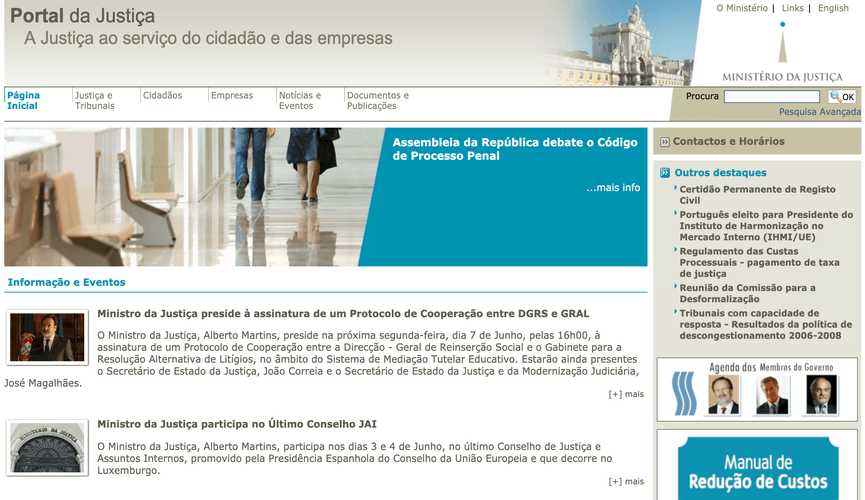 Portal da Justiça
A Justiça ao serviço do cidadão e das empresas
O Ministério | Links | English
MINISTÉRIO DA JUSTIÇA
Página Inicial
Justiça e Tribunais
Cidadãos
Empresas
Notícias e Eventos
Documentos e Publicações
Procura OK
Pesquisa Avançada
Assembleia da República debate o Código
de Processo Penal
...mais info
Informação e Eventos
Ministro da Justiça preside à assinatura de um Protocolo de Cooperação entre DGRS e GRAL
O Ministro da Justiça, Alberto Martins, preside na próxima segunda-feira, dia 7 de Junho, pelas 16h00, à
assinatura de um Protocolo de Cooperação entre a Direcção - Geral de Reinserção Social e o Gabinete para a
Resolução Alternativa de Litígios, no âmbito do Sistema de Mediação Tutelar Educativo. Estarão ainda presentes
o Secretário de Estado da Justiça, João Correia e o Secretário de Estado da Justiça e da Modernização Judiciária,
José Magalhães.
[+] mais
Ministro da Justiça participa no Último Conselho JAI
MINISTÉRIO DA JUSTIÇA
O Ministro da Justiça, Alberto Martins, participa nos dias 3 e 4 de Junho, no último Conselho de Justiça e
Assuntos Internos, promovido pela Presidência Espanhola do Conselho da União Europeia e que decorre no
Luxemburgo.
[+] mais
Contactos e Horários
Outros destaques
Certidão Permanente de Registo
Civil
Português eleito para Presidente do
Instituto de Harmonização no
Mercado Interno (IHMI/UE)
Regulamento das Custas
Processuais - pagamento de taxa
de justiça
Reunião da Comissão para a
Desformalização
Tribunais com capacidade de
resposta - Resultados da política de
descongestionamento 2006-2008
Agenda dos Membros do Governo
Manual de
Redução de Custos